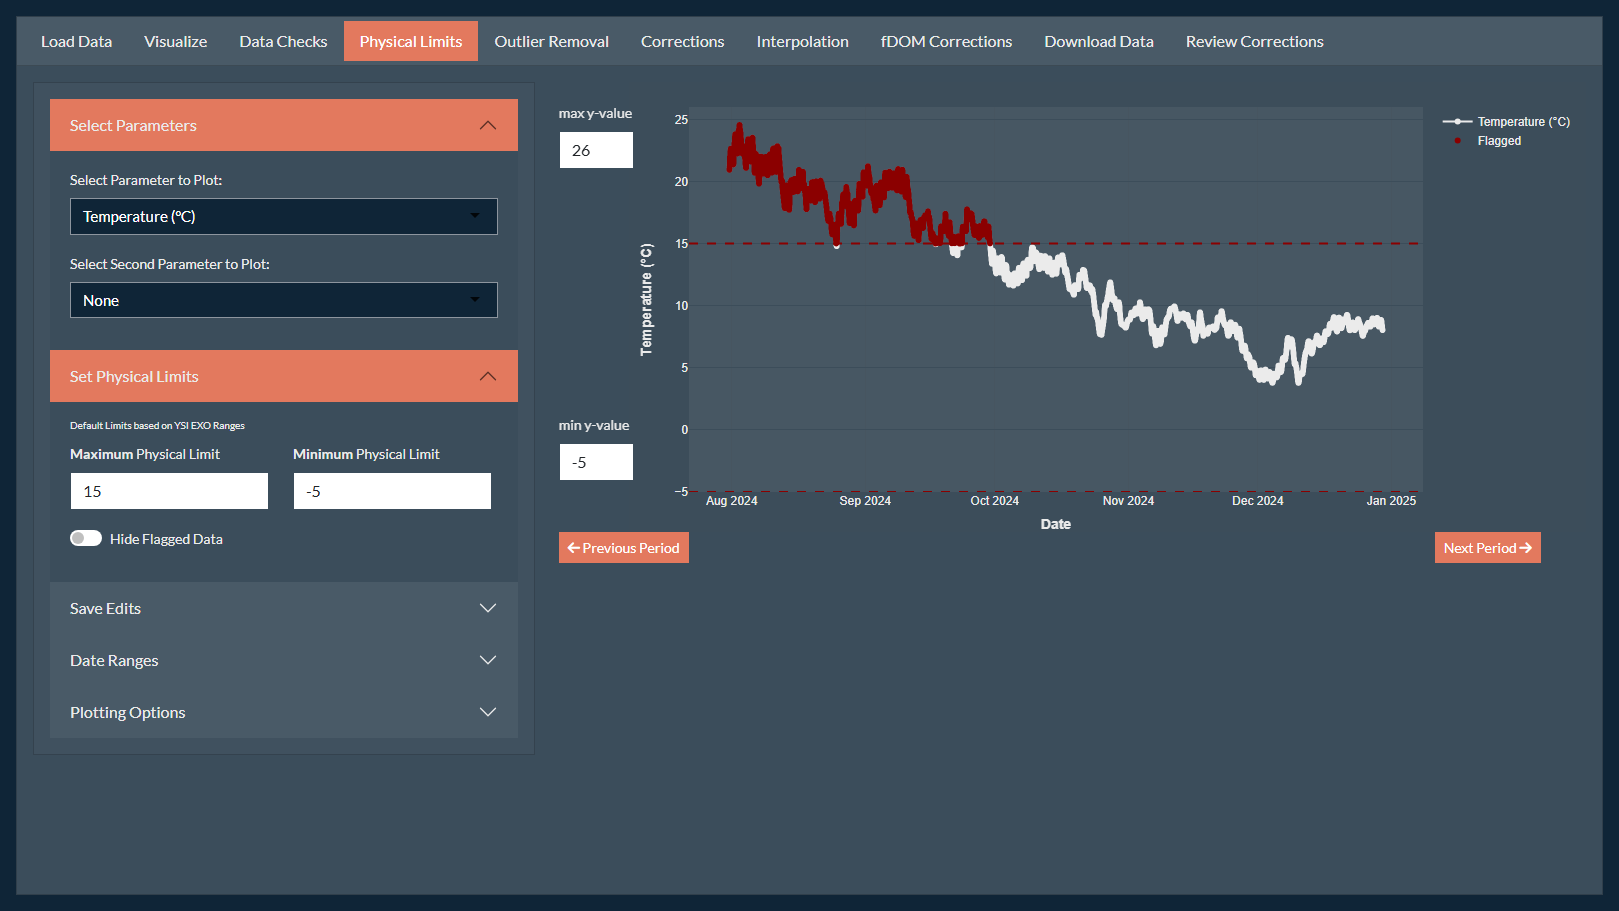 Load Data Visualize Data Checks Physical Limits Outlier Removal Corrections Interpolation fDOM Corrections Download Data Review Corrections
Select Parameters
Select Parameter to Plot:
Temperature (°C)
Select Second Parameter to Plot:
None
Set Physical Limits
Default Limits based on YSI EXO Ranges
Maximum Physical Limit Minimum Physical Limit
15 -5
Hide Flagged Data
Save Edits
Date Ranges
Plotting Options
max y-value
26
min y-value
-5
Temperature (°C)
25
20
15
10
5
0
−5
Aug 2024 Sep 2024 Oct 2024 Nov 2024 Dec 2024 Jan 2025
Date
Temperature (°C)
Flagged
Previous Period Next Period